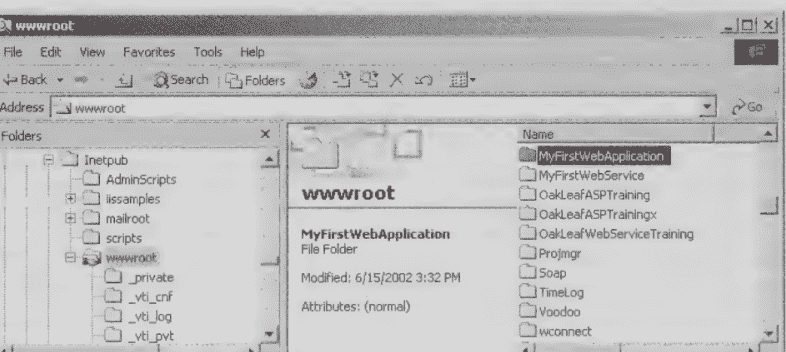 wwwroot
File Edit View Favorites Tools Help
Back Search Folders
Address wwwroot Go
Folders
Inetpub
AdminScripts
iissamples
mailroot
scripts
wwwroot
_private
_vti_cnf
_vti_log
_vti_pvt
wwwroot
MyFirstWebApplication
File Folder
Modified: 6/15/2002 3:32 PM
Attributes: (normal)
Name
MyFirstWebApplication
MyFirstWebService
OakLeafASPTraining
OakLeafASPTrainingx
OakLeafWebServiceTraining
Projmgr
Soap
TimeLog
Voodoo
wconnect